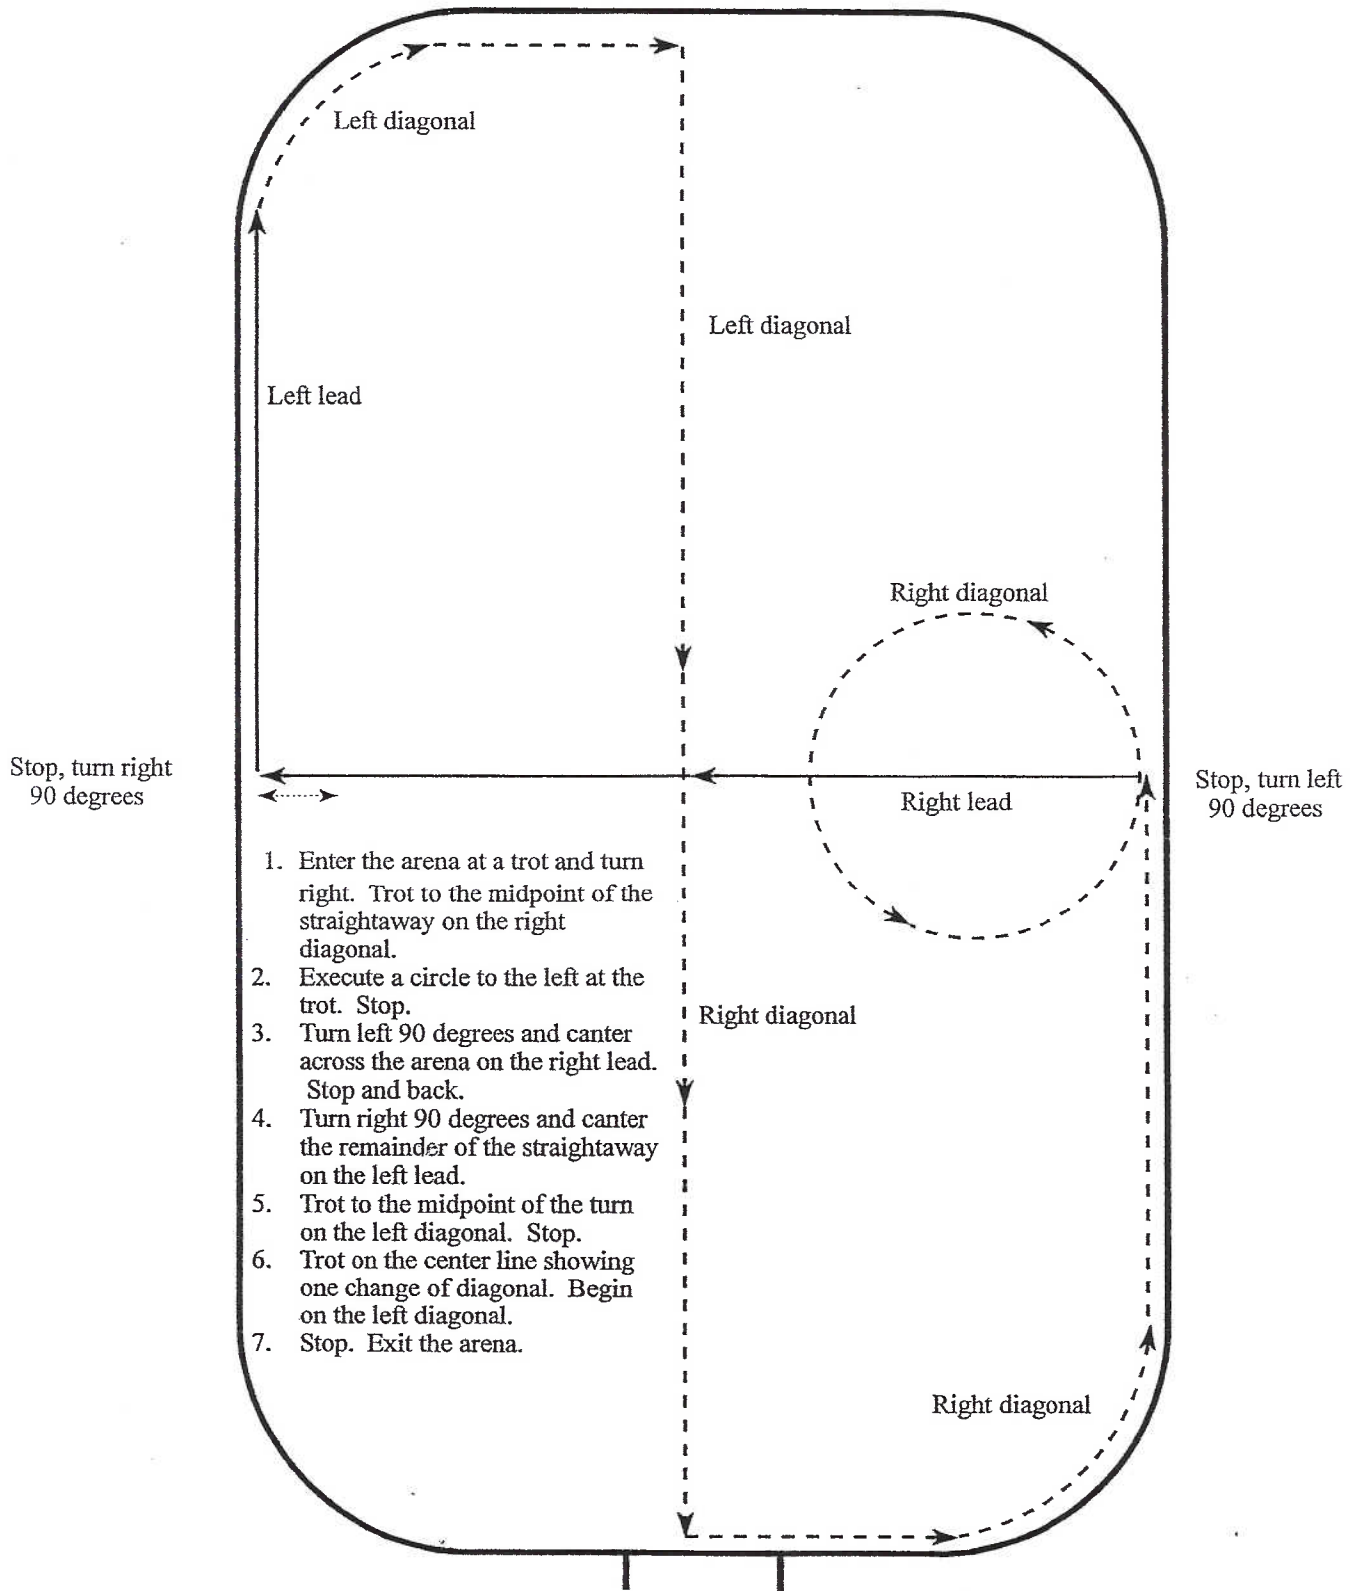 Left diagonal
Left diagonal
Left lead
Right diagonal
Stop, turn right
90 degrees
Stop, turn left
90 degrees
Right lead
1. Enter the arena at a trot and turn
right. Trot to the midpoint of the
straightaway on the right
diagonal.
2. Execute a circle to the left at the
trot. Stop.
3. Turn left 90 degrees and canter
across the arena on the right lead.
Stop and back.
4. Turn right 90 degrees and canter
the remainder of the straightaway
on the left lead.
5. Trot to the midpoint of the turn
on the left diagonal. Stop.
6. Trot on the center line showing
one change of diagonal. Begin
on the left diagonal.
7. Stop. Exit the arena.
Right diagonal
Right diagonal